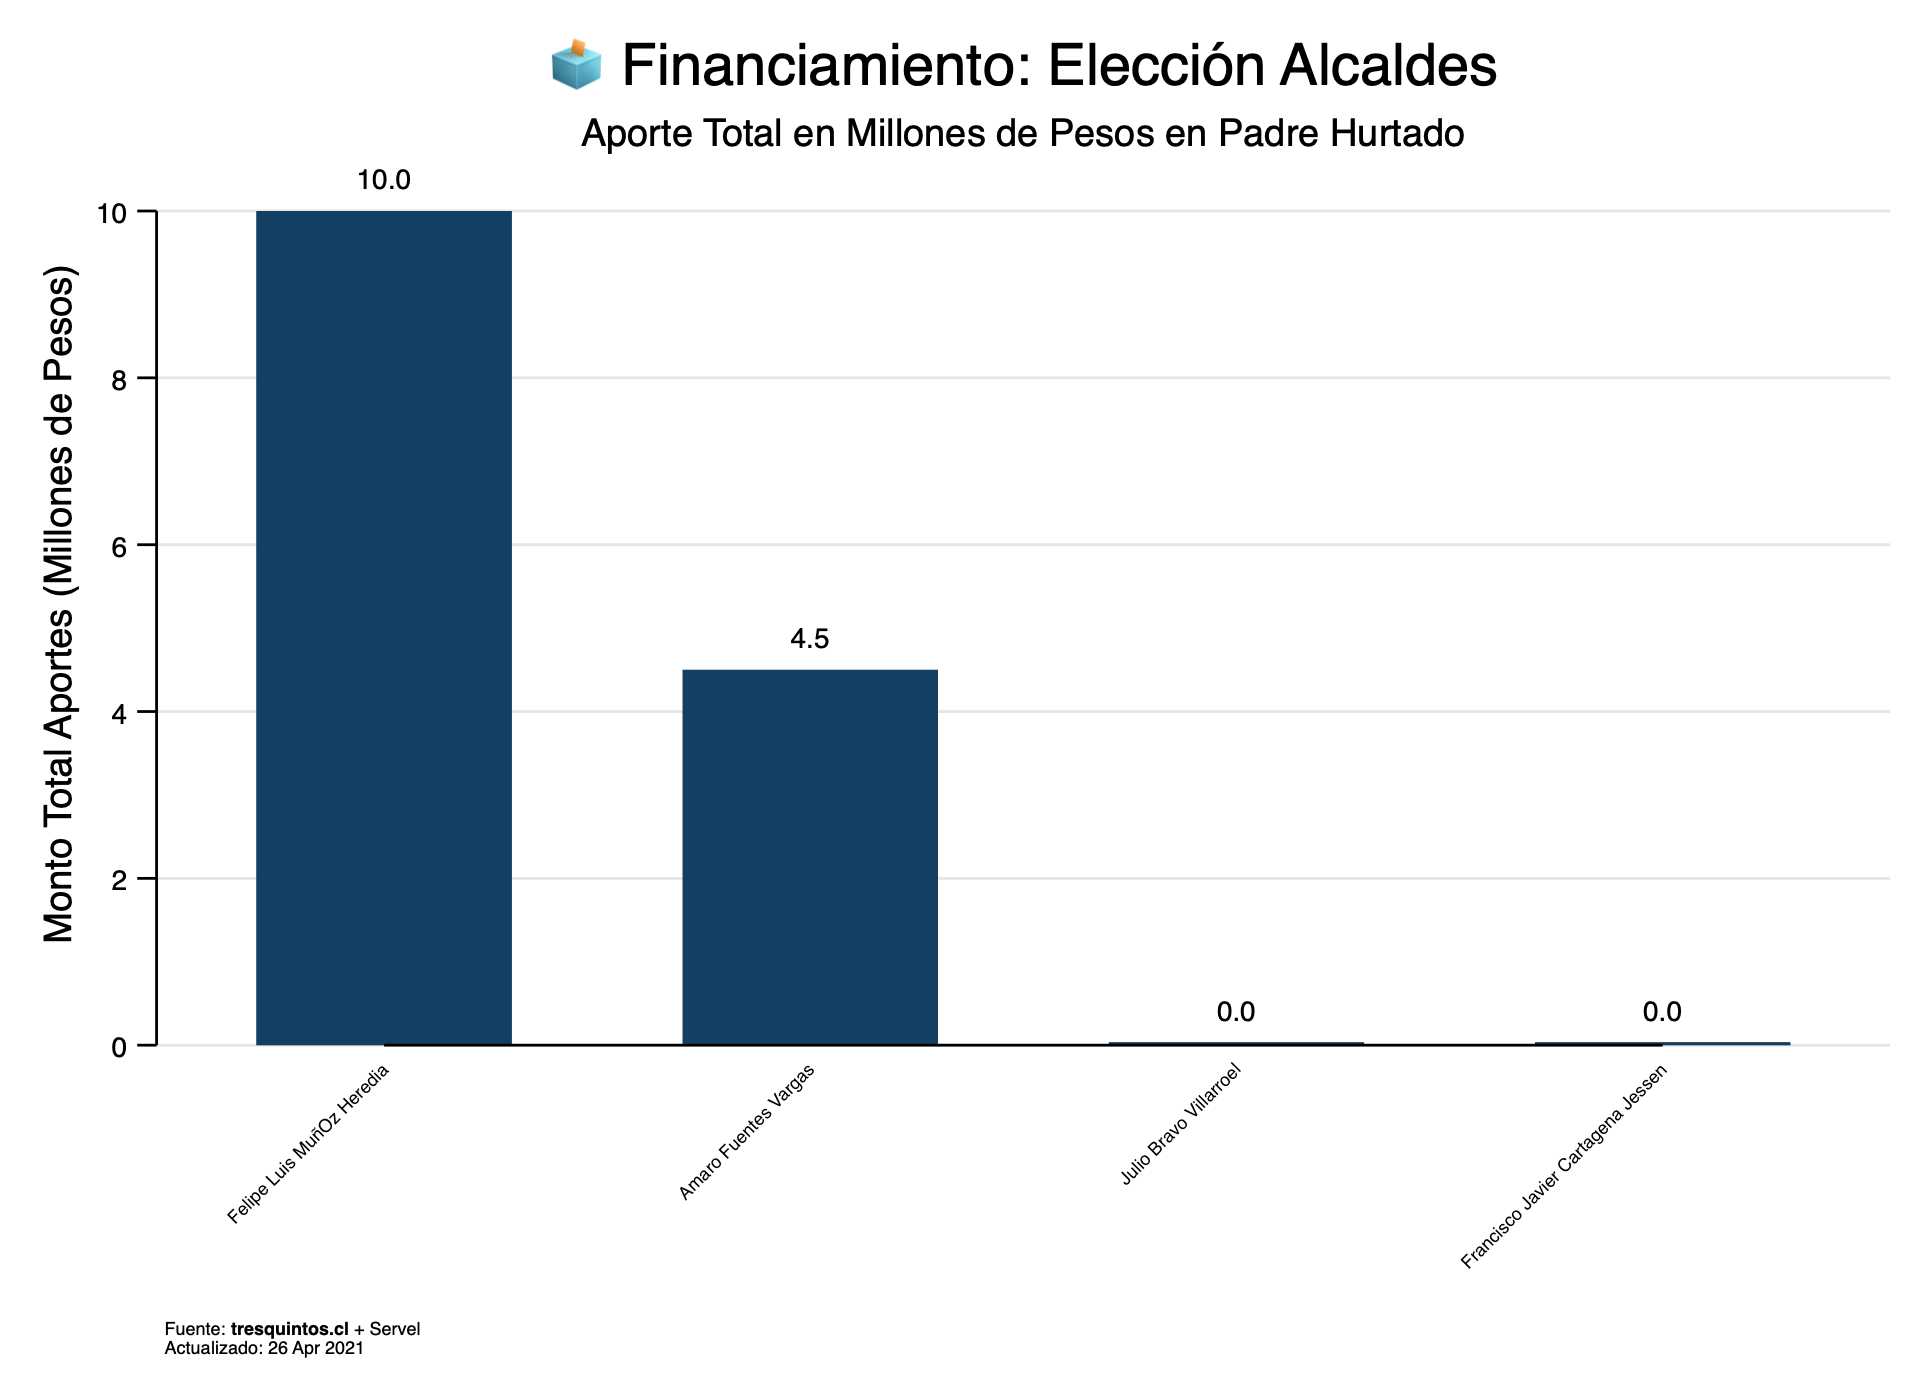 Financiamiento: Elección Alcaldes
Aporte Total en Millones de Pesos en Padre Hurtado
Monto Total Aportes (Millones de Pesos)
10
8
6
4
2
0
10.0
4.5
0.0
0.0
Felipe Luis MuñOz Heredia
Amaro Fuentes Vargas
Julio Bravo Villarroel
Francisco Javier Cartagena Jessen
Fuente: tresquintos.cl + Servel
Actualizado: 26 Apr 2021